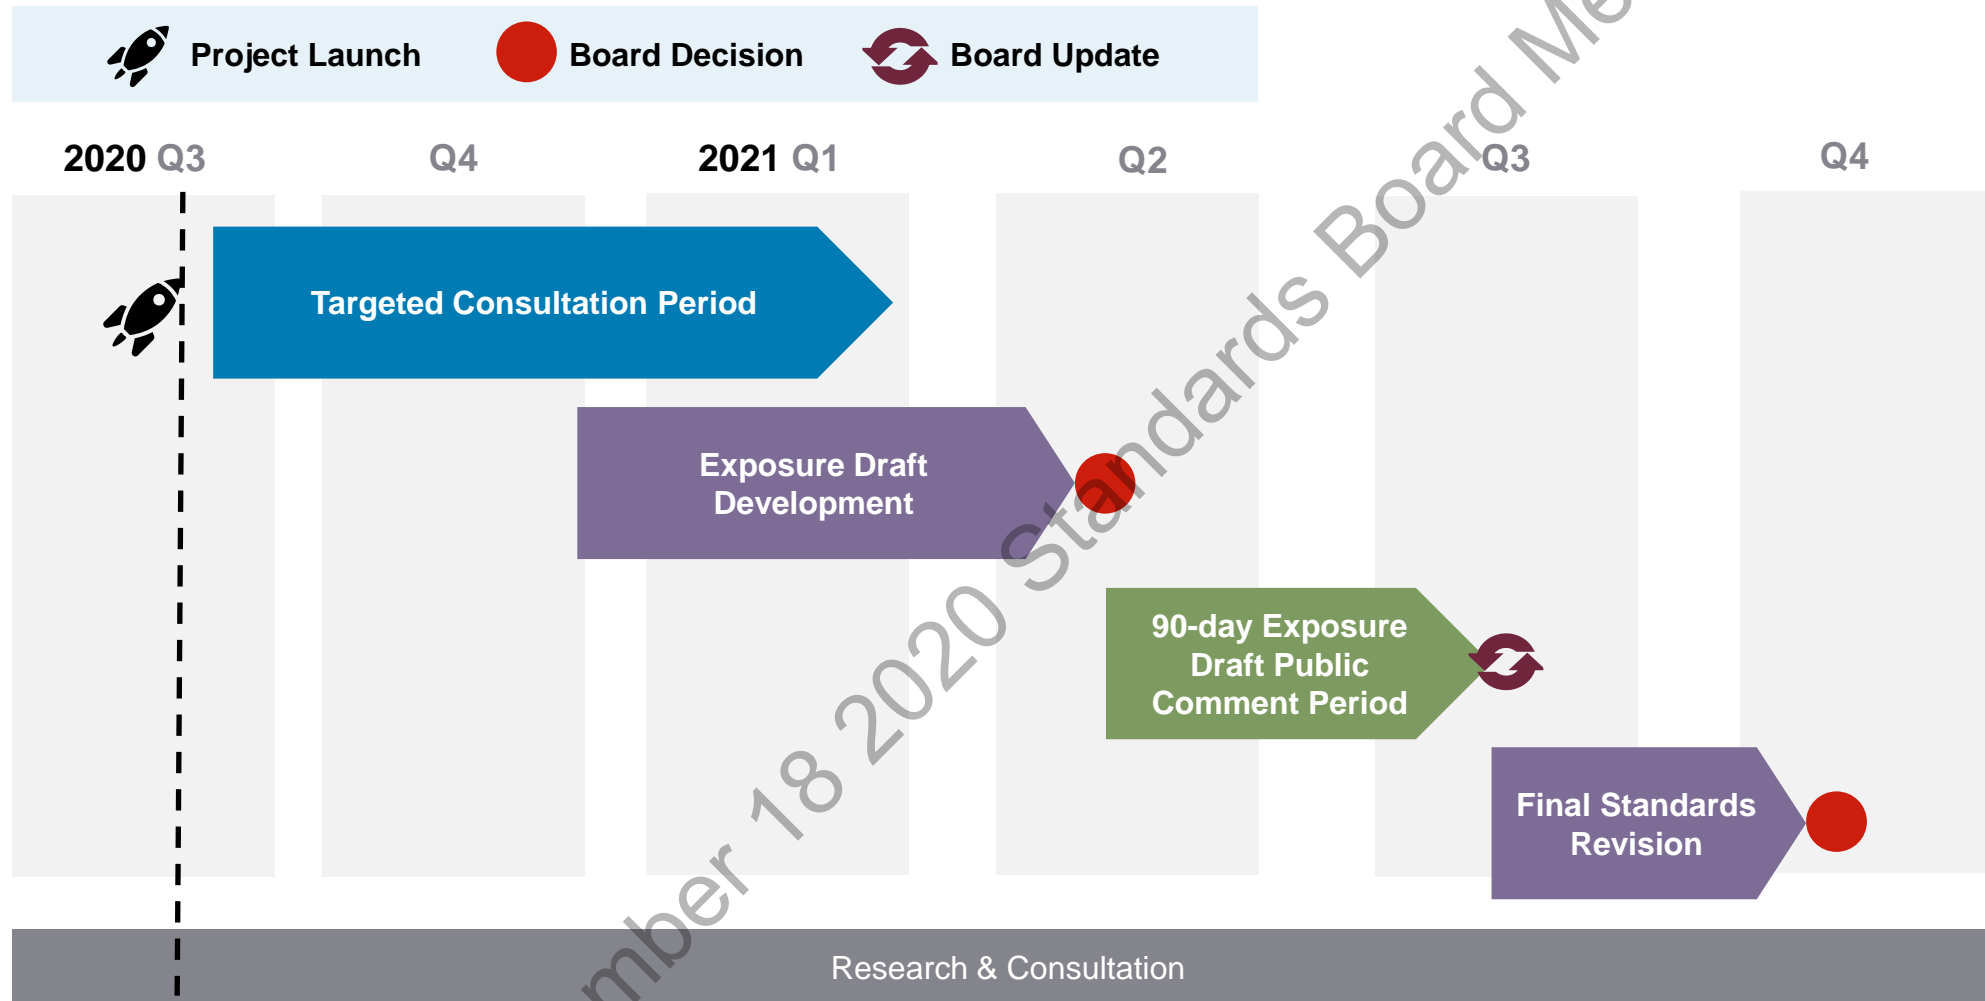 Project Launch
Board Decision
Board Update
2020 Q3
Q4
2021 Q1
Q2
Q3
Q4
Targeted Consultation Period
Exposure Draft
Development
90-day Exposure
Draft Public
Comment Period
Final Standards
Revision
Research & Consultation
mber 18 2020 Standards Board Me